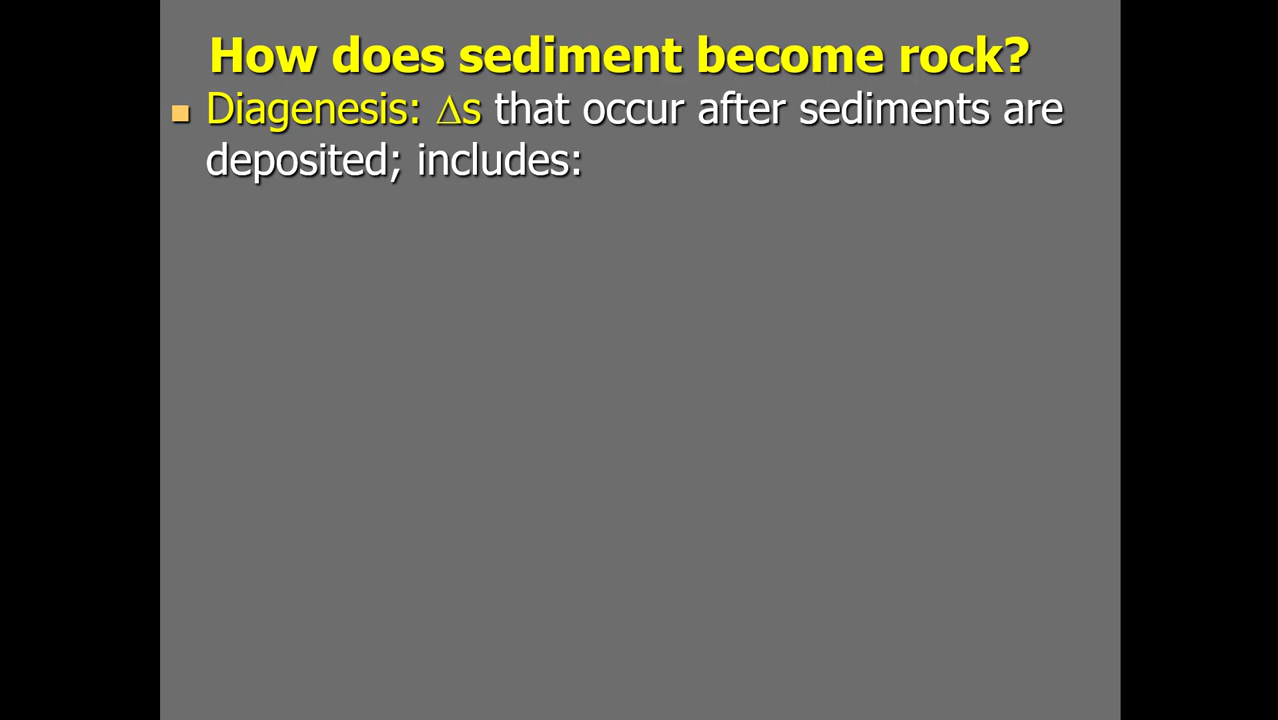 How does sediment become rock?
Diagenesis: ∆s that occur after sediments are
deposited; includes: